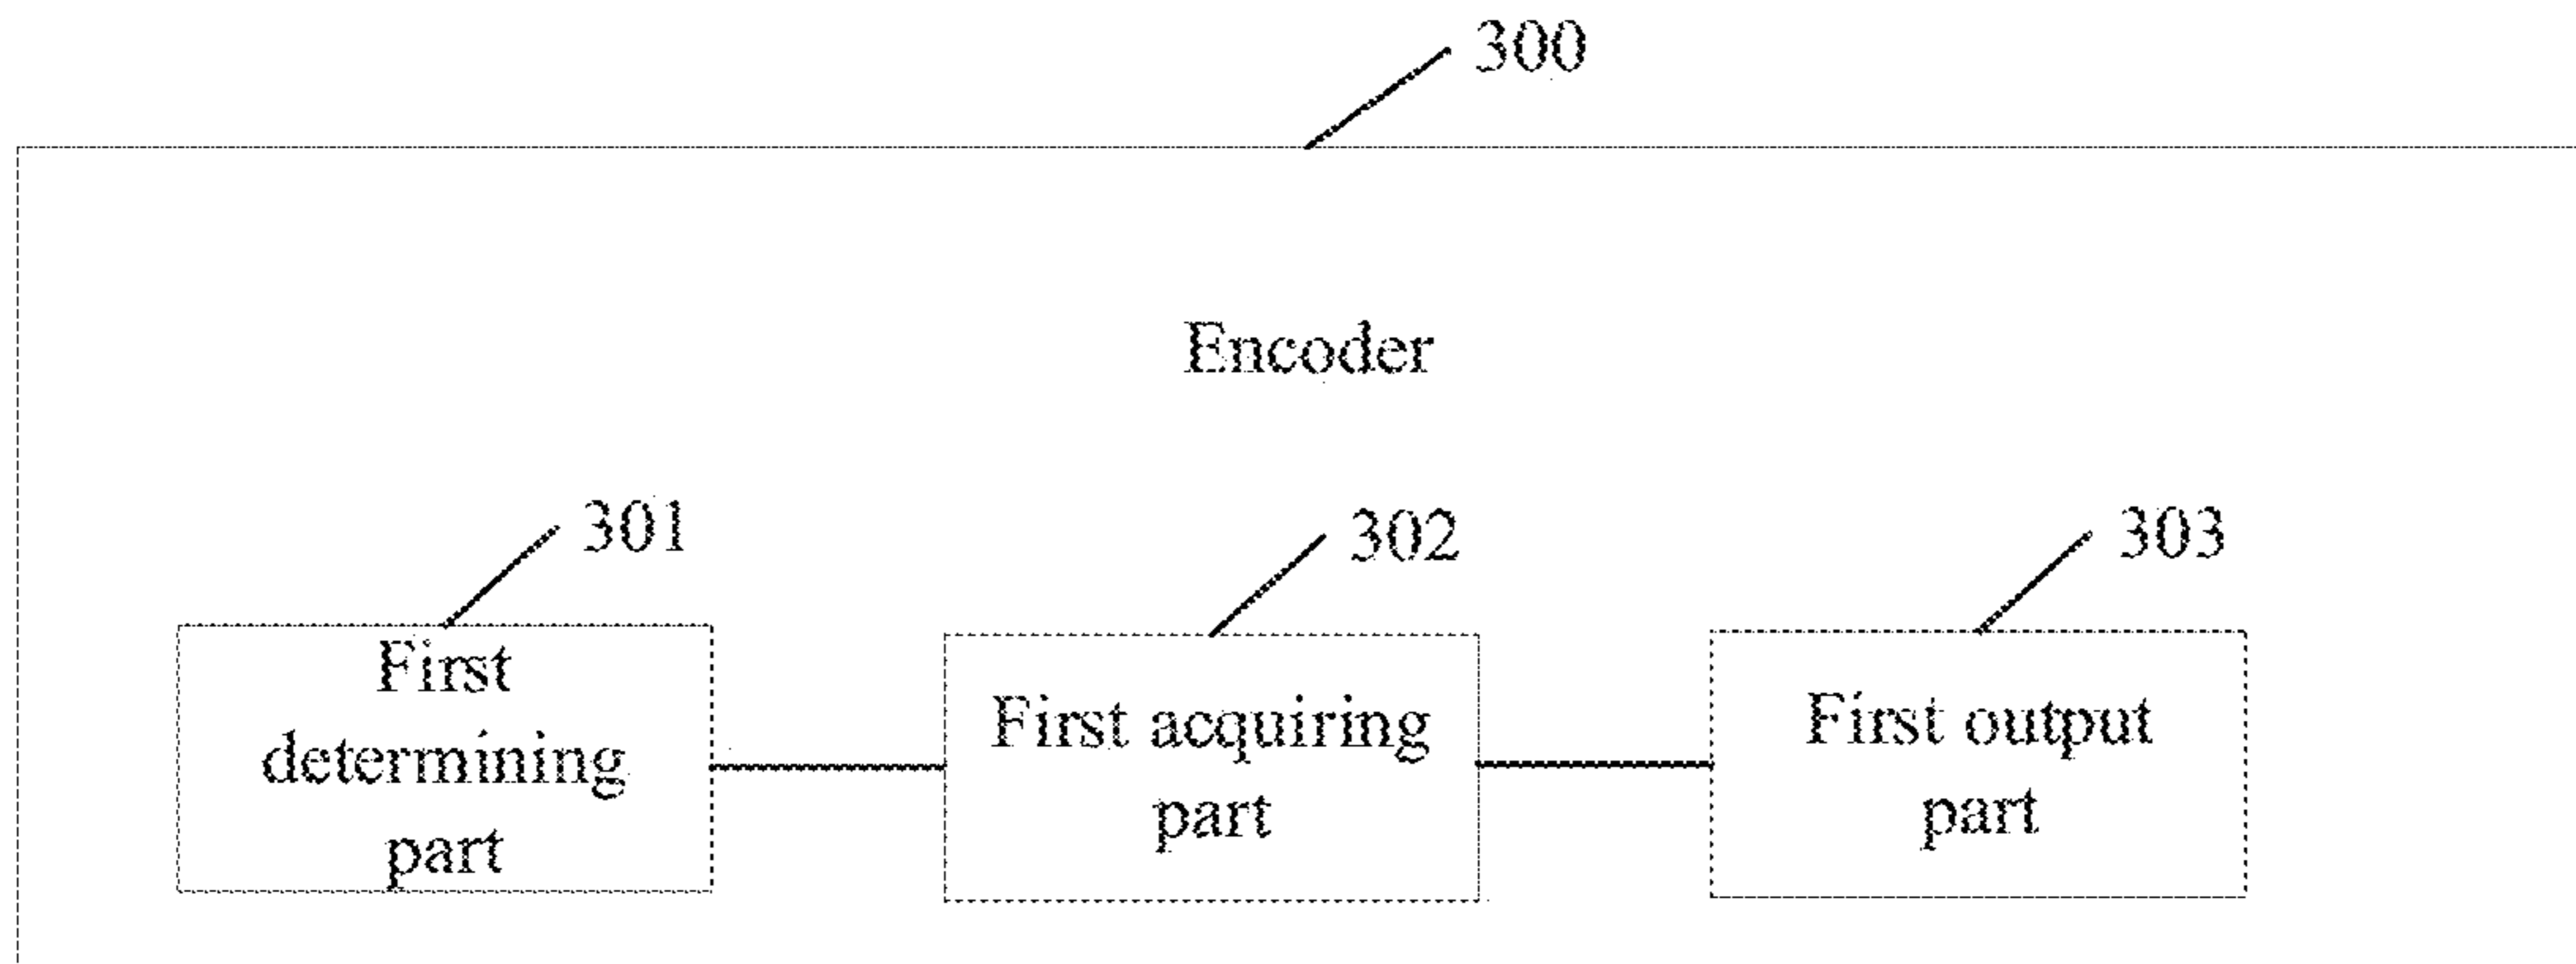 300
Encoder
301
302
303
First
determining
part
First acquiring
part
First output
part